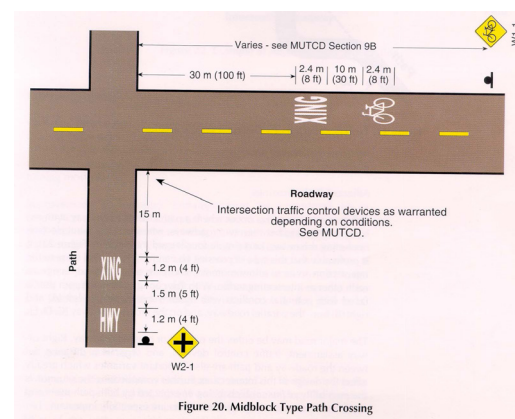 Varies - see MUTCD Section 9B
W11-1
30 m (100 ft)
2.4 m
(8 ft)
10 m
(30 ft)
2.4 m
(8 ft)
XING
Roadway
Intersection traffic control devices as warranted
depending on conditions.
See MUTCD.
15 m
Path
XING
1.2 m (4 ft)
1.5 m (5 ft)
HWY
1.2 m (4 ft)
W2-1
Figure 20. Midblock Type Path Crossing